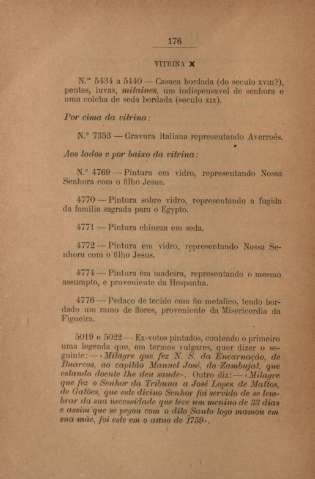 176
VITRINA X
N.os 5434 a 5440 — Casaca bordada (do seculo XVIII?),
pentes, luvas, mitaines, um indispensavel de senhora e
uma colcha de seda bordada (seculo XIX).
Por cima da vitrina:
N.º 7353 — Gravura italiana representando Averroés.
Aos lados e por baixo da vitrina:
N.º 4769 — Pintura em vidro, representando Nossa
Senhora com o filho Jesus.
4770 — Pintura sobre vidro, representando a fugida
da familia sagrada para o Egypto.
4771 — Pintura chineza em seda.
4772 — Pintura em vidro, representando Nossa Se-
nhora com o filho Jesus.
4774 — Pintura em madeira, representando o mesmo
assumpto, e proveniente da Hespanha.
4776 — Pedaço de tecido com fio metalico, tendo bor-
dado um ramo de flores, proveniente da Misericordia da
Figueira.
5019 e 5022 — Ex-votos pintados, contendo o primeiro
uma legenda que, em termos vulgares, quer dizer o se-
guinte: — «Milagre que fez N. S. da Encarnação, de
Buarcos, ao capitão Manuel José, do Zambujal, que
estando doente lhe deu saude». Outro diz: — «Milagre
que fez o Senhor da Tribuna a José Lopes de Mattos,
de Gatões, que este divino Senhor foi servido de se lem-
brar da sua necessidade que teve um menino de 33 dias
e assim que se pegou com o dito Santo logo mamou em
sua mãe, foi este em o anno de 1759».